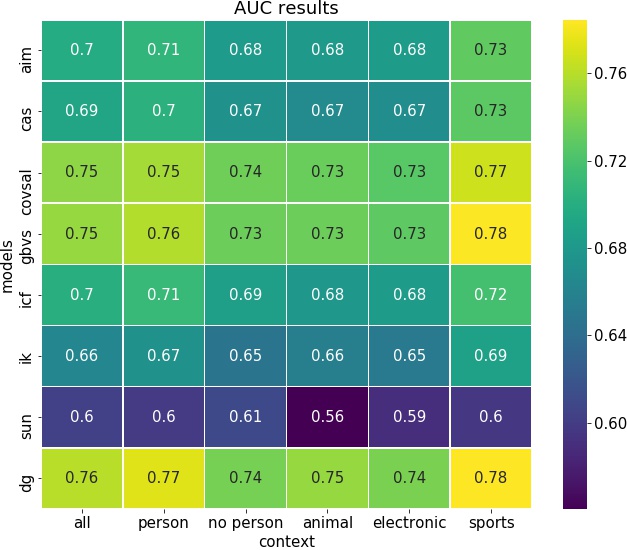 AUC results
aim 0.7 0.71 0.68 0.68 0.68 0.73
cas 0.69 0.7 0.67 0.67 0.67 0.73
covsal 0.75 0.75 0.74 0.73 0.73 0.77
gbvs 0.75 0.76 0.73 0.73 0.73 0.78
icf 0.7 0.71 0.69 0.68 0.68 0.72
ik 0.66 0.67 0.65 0.66 0.65 0.69
sun 0.6 0.6 0.61 0.56 0.59 0.6
dg 0.76 0.77 0.74 0.75 0.74 0.78
models
all person no person animal electronic sports
context
0.76
0.72
0.68
0.64
0.60